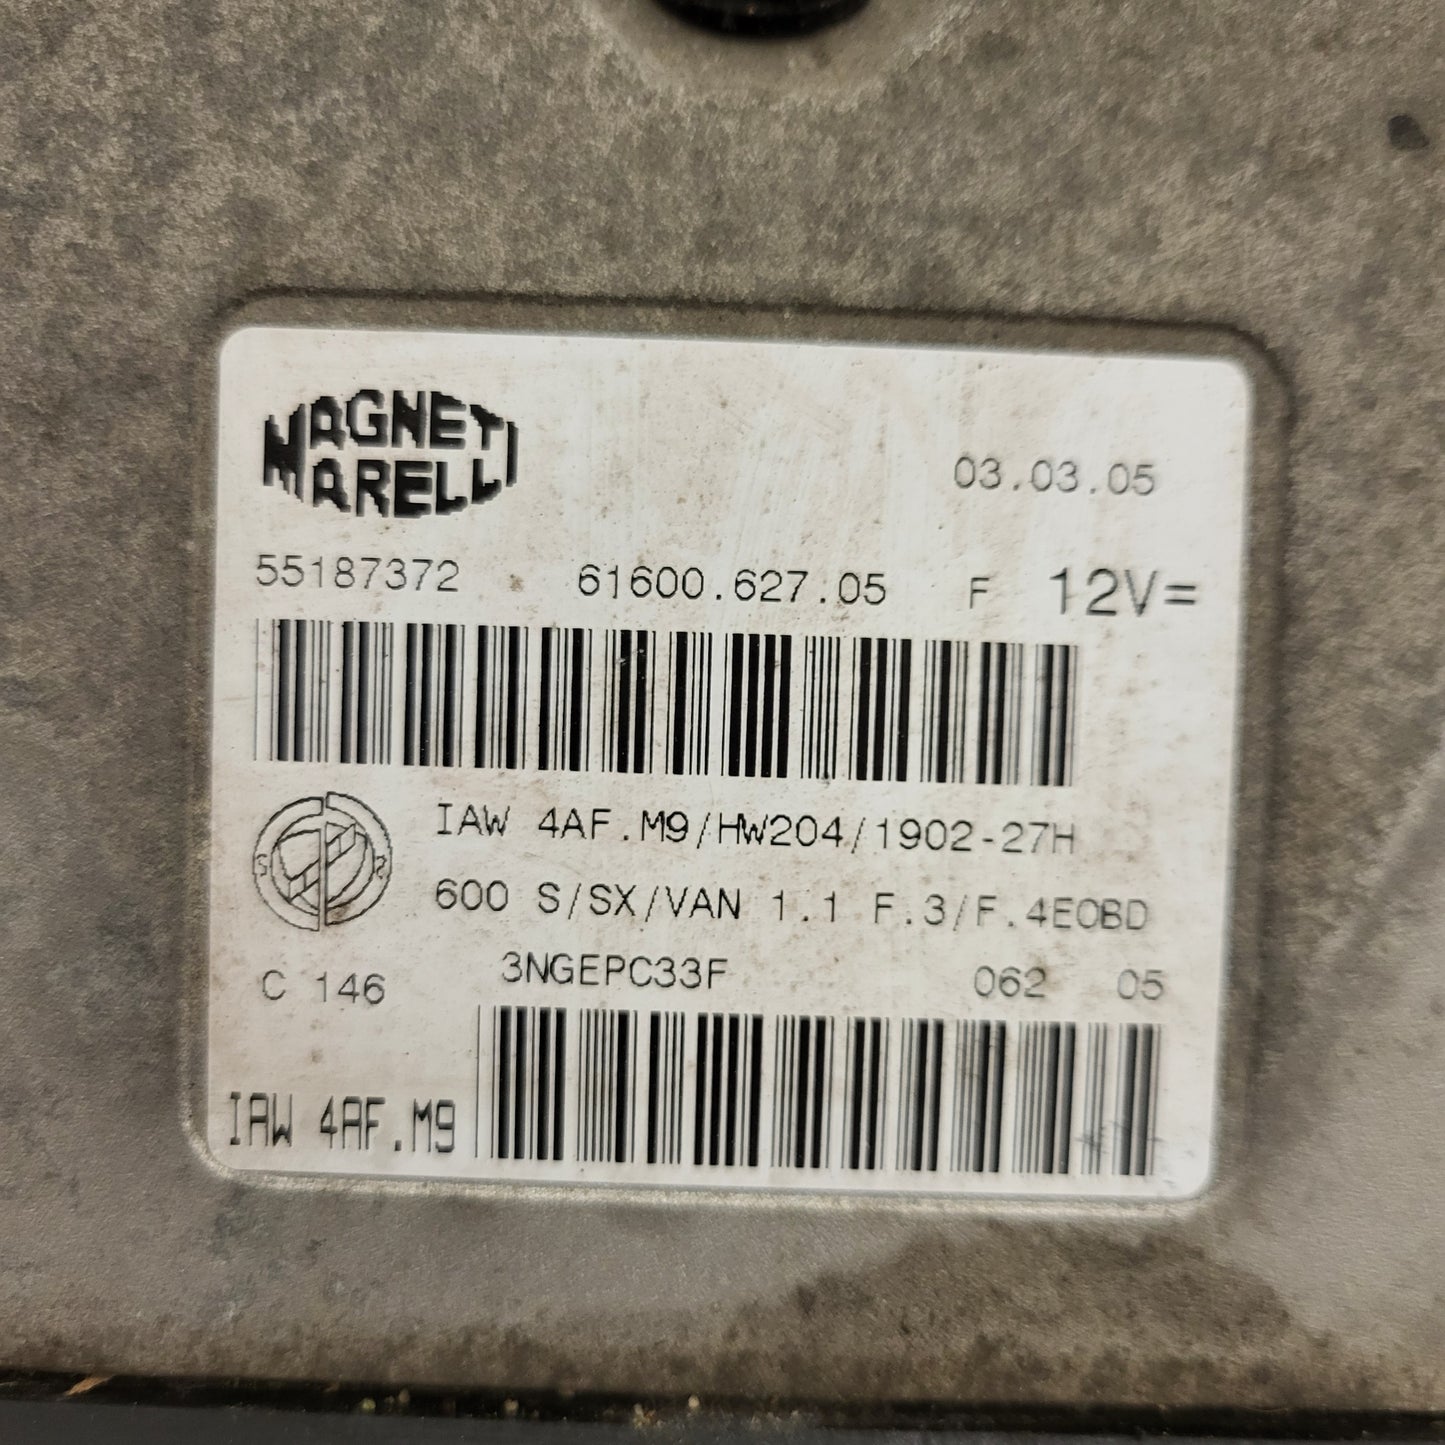 MAGNETI
MARELLI
03.03.05
55187372 61600.627.05 F 12V=
IAW 4AF.M9/HW204/1902-27H
S R
600 S/SX/VAN 1.1 F.3/F.4EOBD
C 146 3NGEPC33F 062 05
IAW 4AF.M9